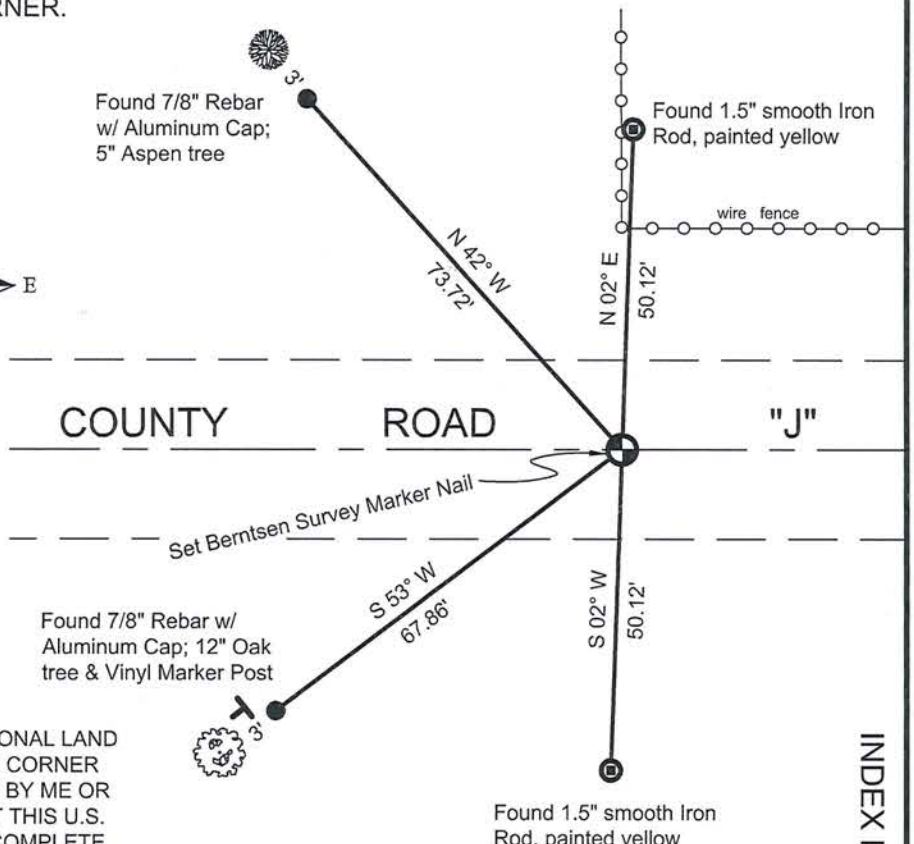 RNER.
3'
Found 7/8" Rebar
w/ Aluminum Cap;
5" Aspen tree
Found 1.5" smooth Iron
Rod, painted yellow
wire fence
N 42° W
73.72'
N 02° E
50.12'
E
COUNTY ROAD "J"
Set Berntsen Survey Marker Nail
S 53° W
67.86'
S 02° W
50.12'
Found 7/8" Rebar w/
Aluminum Cap; 12" Oak
tree & Vinyl Marker Post
3'
ONAL LAND
CORNER
BY ME OR
T THIS U.S.
COMPLETE
INDEX
Found 1.5" smooth Iron
Rod, painted yellow